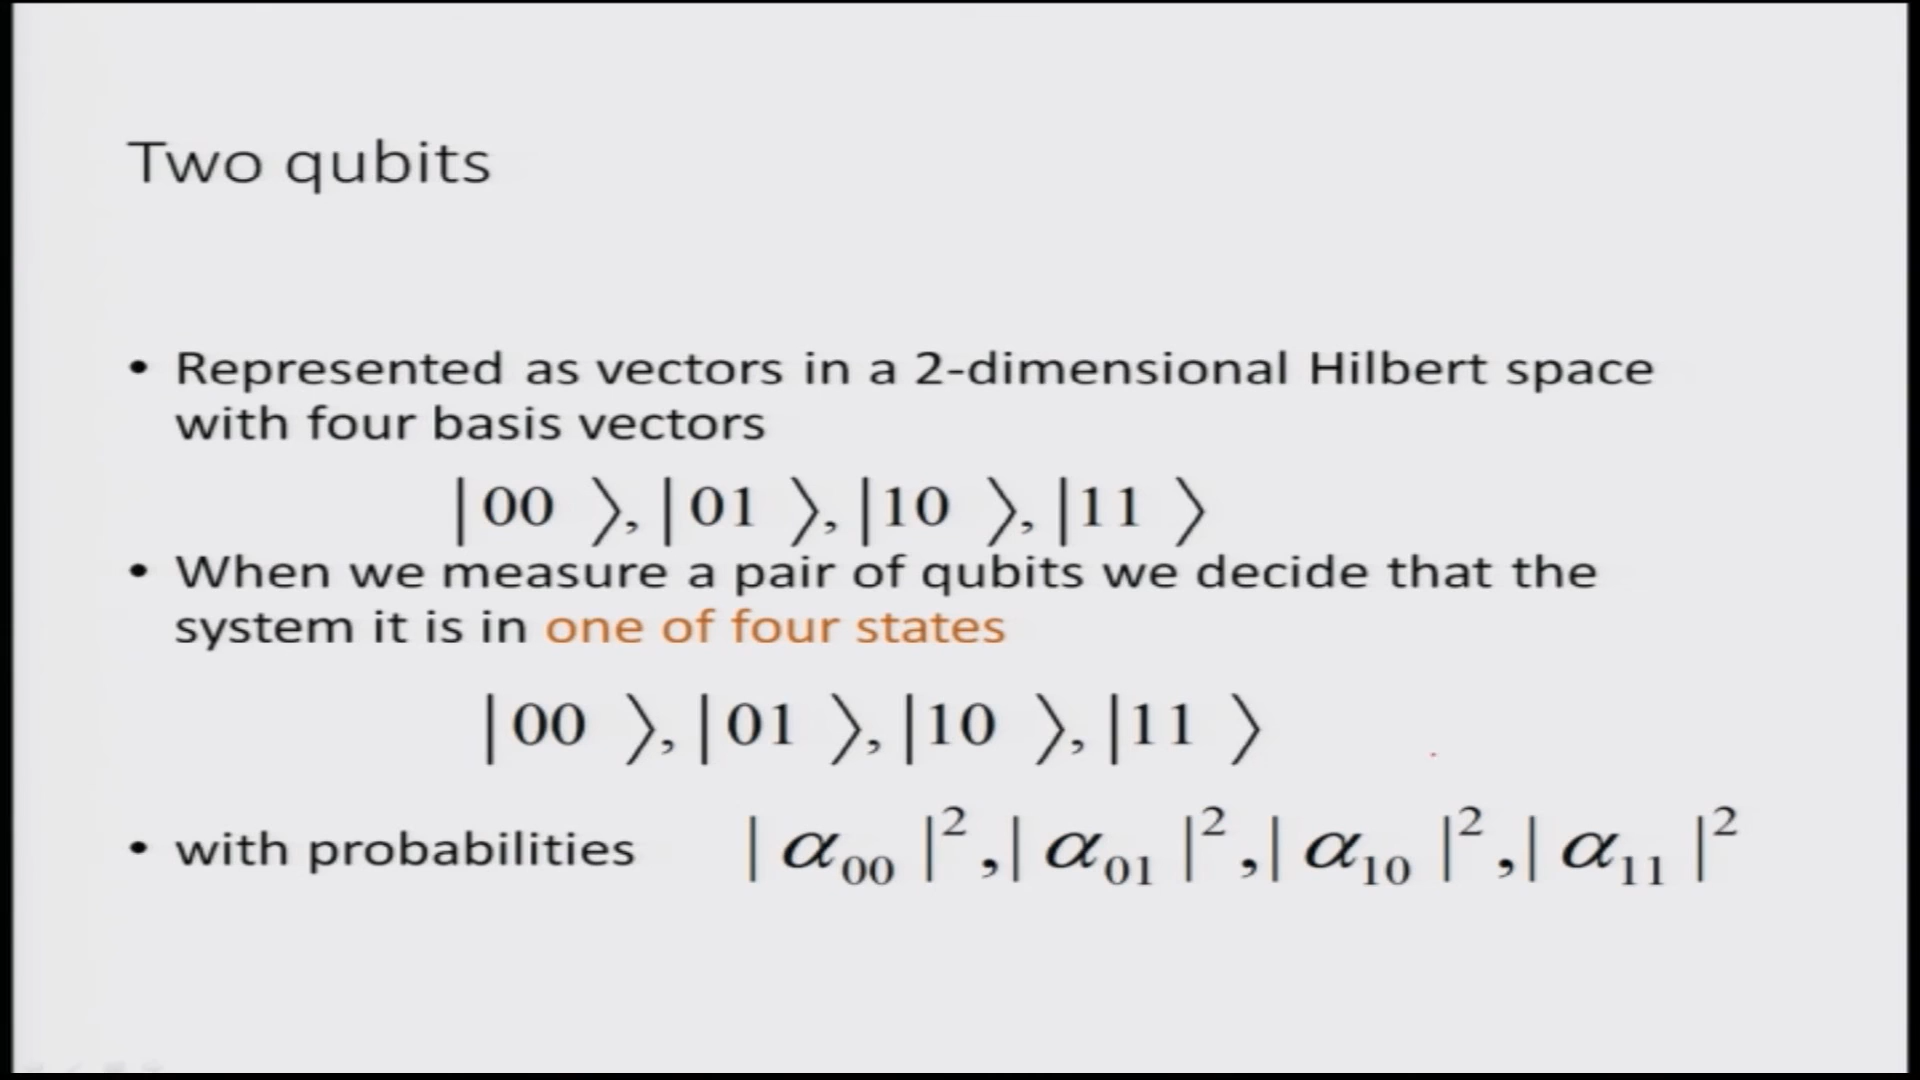 Two qubits
• Represented as vectors in a 2-dimensional Hilbert space
with four basis vectors
|00 ⟩, |01 ⟩, |10 ⟩, |11 ⟩
• When we measure a pair of qubits we decide that the
system it is in one of four states
|00 ⟩, |01 ⟩, |10 ⟩, |11 ⟩
• with probabilities | α₀₀ |², | α₀₁ |², | α₁₀ |², | α₁₁ |²